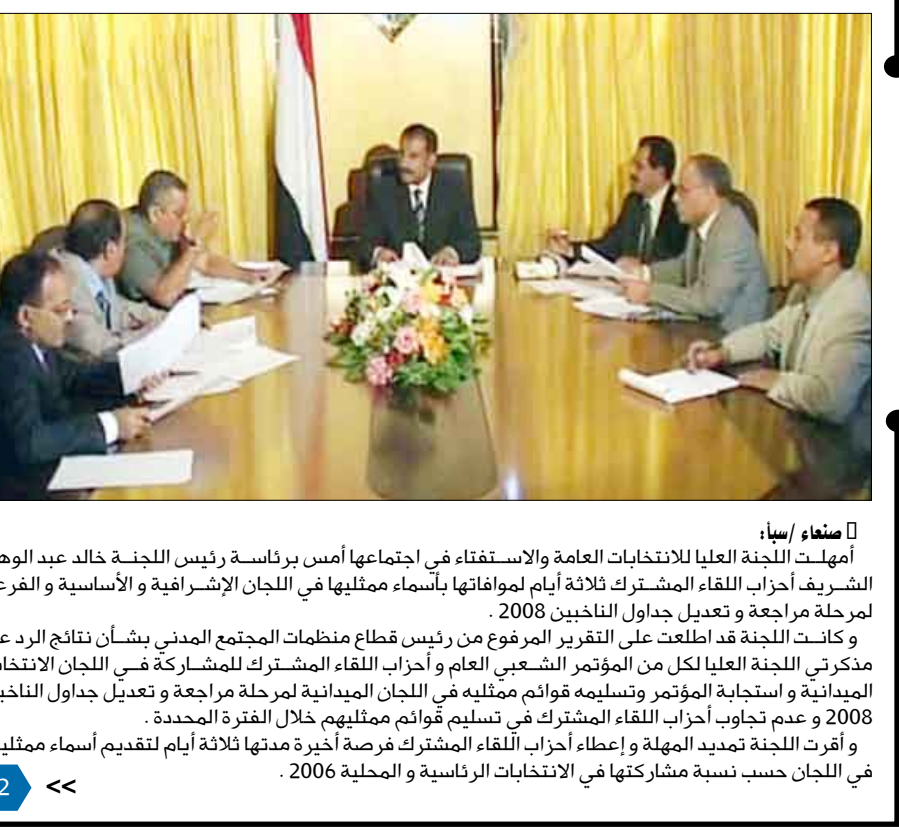 صنعاء /سبأ:
أمهلت اللجنة العليا للانتخابات العامة والاستفتاء في اجتماعها أمس برئاسة رئيس اللجنة خالد عبد
الشريف أحزاب اللقاء المشترك ثلاثة أيام لموافاتها بأسماء ممثليها في اللجان الإشرافية و الأساسية و
لمرحلة مراجعة و تعديل جداول الناخبين 2008 .
و كانت اللجنة قد اطلعت على التقرير المرفوع من رئيس قطاع منظمات المجتمع المدني بشأن نتائج الرد
مذكرتي اللجنة العليا لكل من المؤتمر الشعبي العام و أحزاب اللقاء المشترك للمشاركة في اللجان
الميدانية و استجابة المؤتمر وتسليمه قوائم ممثليه في اللجان الميدانية لمرحلة مراجعة و تعديل جداول
2008 و عدم تجاوب أحزاب اللقاء المشترك في تسليم قوائم ممثليهم خلال الفترة المحددة .
و أقرت اللجنة تمديد المهلة و إعطاء أحزاب اللقاء المشترك فرصة أخيرة مدتها ثلاثة أيام لتقديم أسماء
في اللجان حسب نسبة مشاركتها في الانتخابات الرئاسية و المحلية 2006 .
>> 2